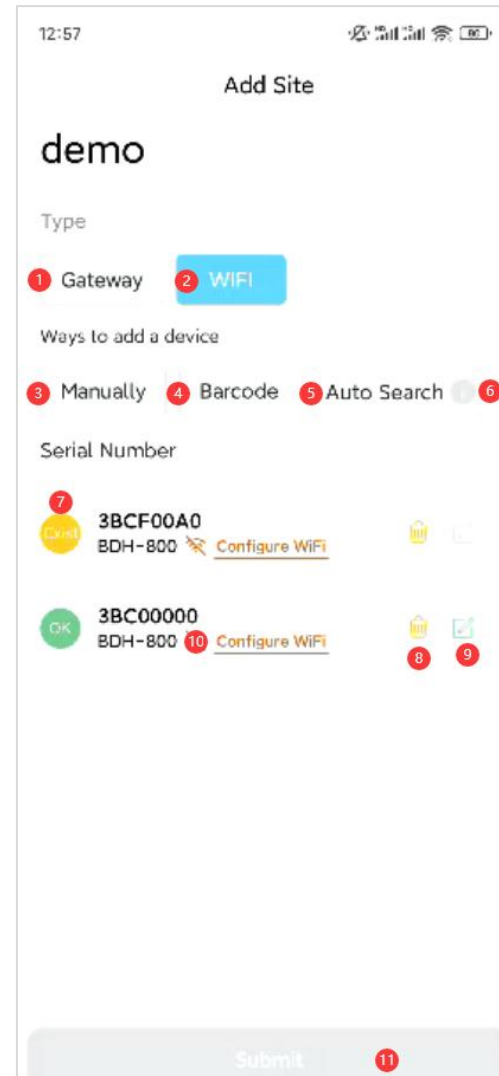 12:57
80
Add Site
demo
Type
1 Gateway 2 WIFI
Ways to add a device
3 Manually 4 Barcode 5 Auto Search 6
Serial Number
7
Exist 3BCF00A0
BDH-800 Configure WiFi
OK 3BC00000
BDH-800 10 Configure WiFi
8 9
Submit 11